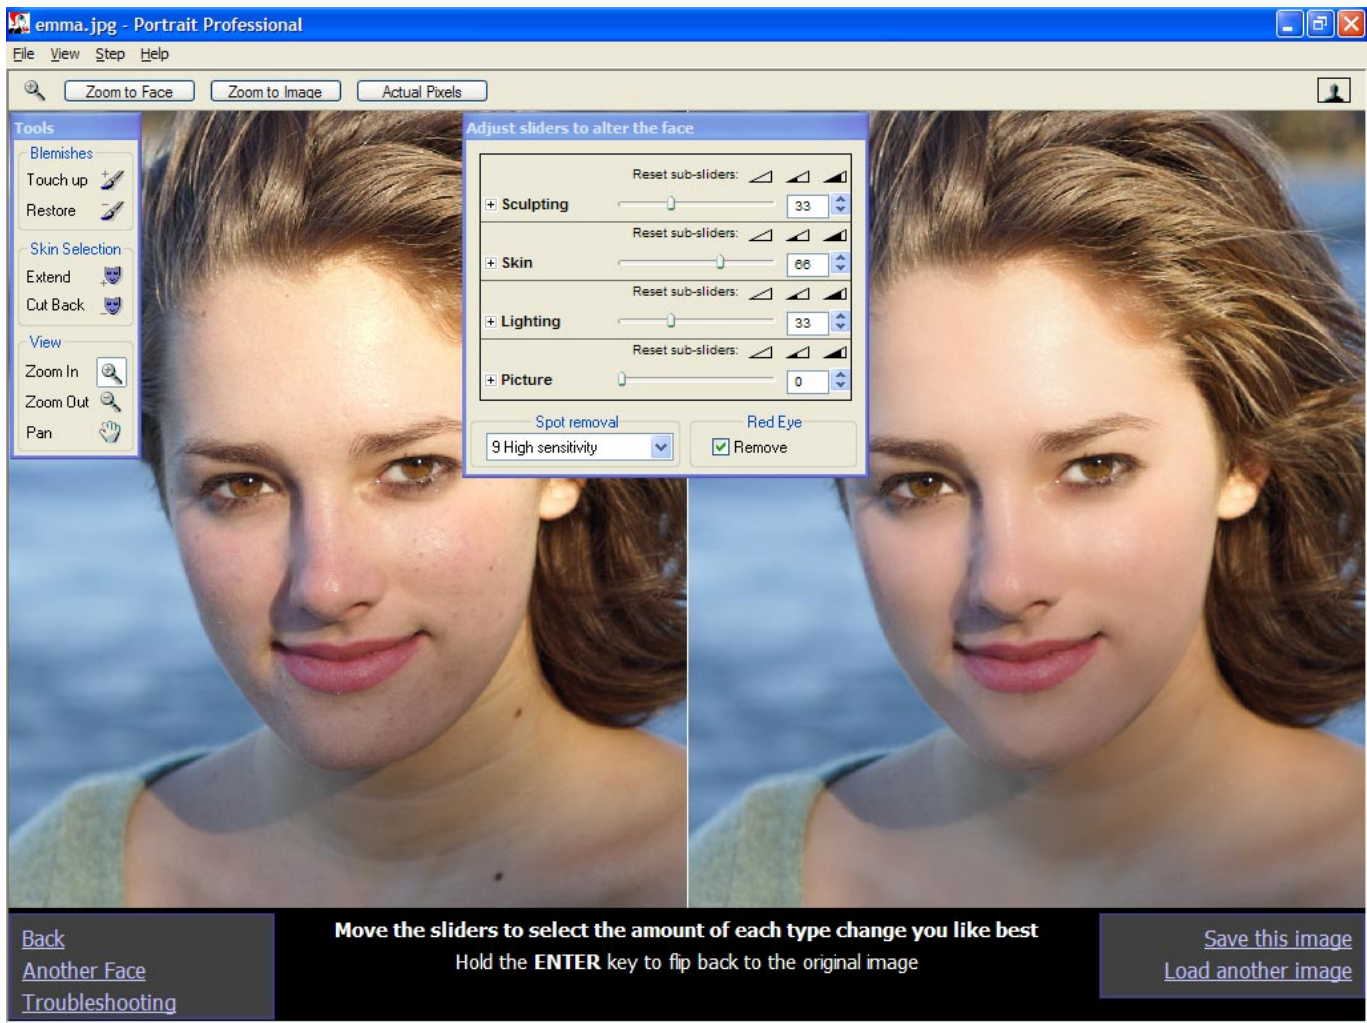 emma.jpg - Portrait Professional
File View Step Help
Zoom to Face Zoom to Image Actual Pixels
Tools
Blemishes
Touch up
Restore
Skin Selection
Extend
Cut Back
View
Zoom In
Zoom Out
Pan
Adjust sliders to alter the face
Reset sub-sliders:
Sculpting 33
Reset sub-sliders:
Skin 66
Reset sub-sliders:
Lighting 33
Reset sub-sliders:
Picture 0
Spot removal Red Eye
9 High sensitivity Remove
Back
Another Face
Troubleshooting
Move the sliders to select the amount of each type change you like best
Hold the ENTER key to flip back to the original image
Save this image
Load another image